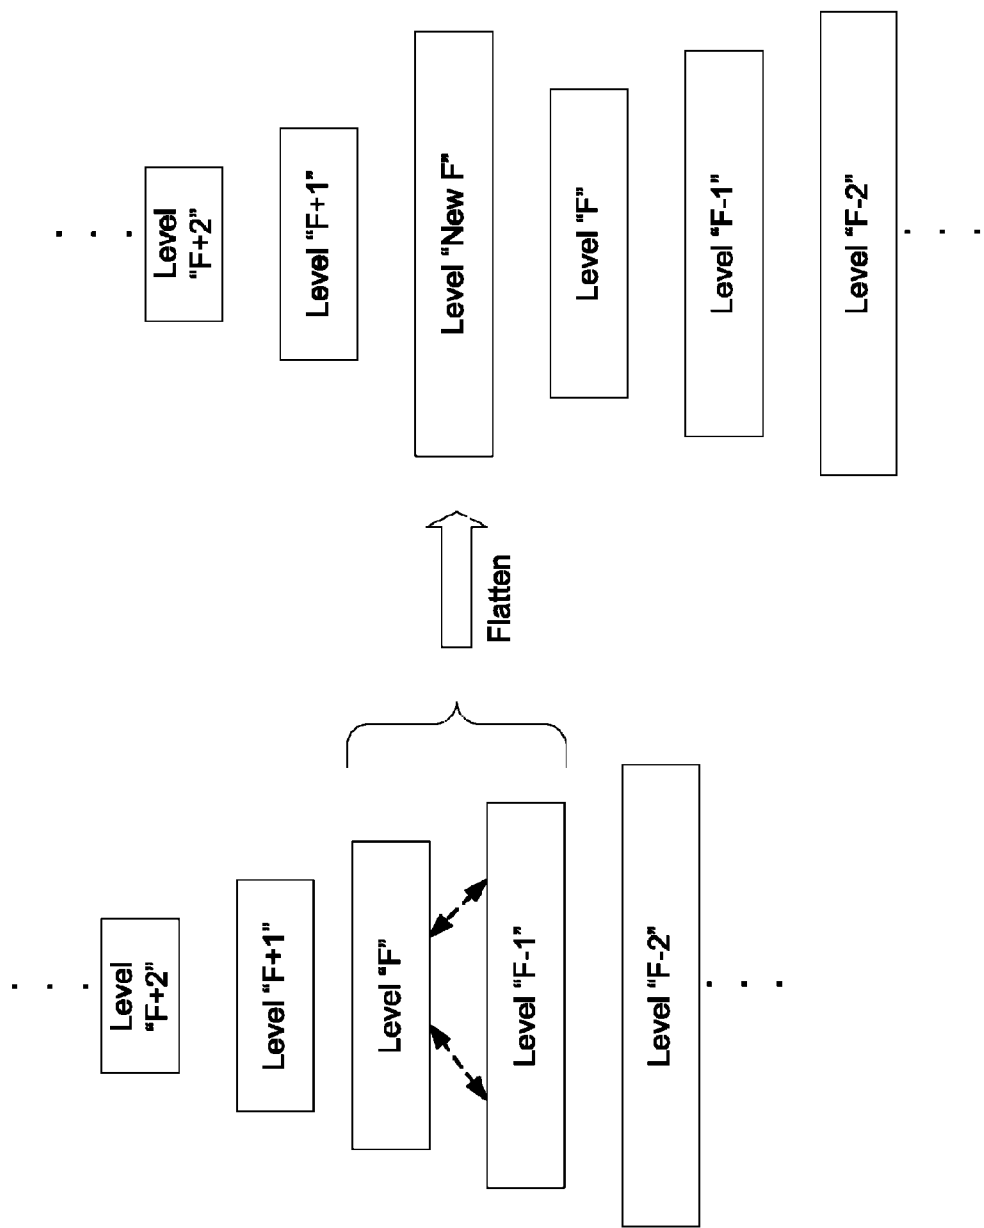 Level
“F+2”
Level “F+1”
Level “F”
Level “F-1”
Level “F-2”
Flatten
Level
“F+2”
Level “F+1”
Level “New F”
Level “F”
Level “F-1”
Level “F-2”